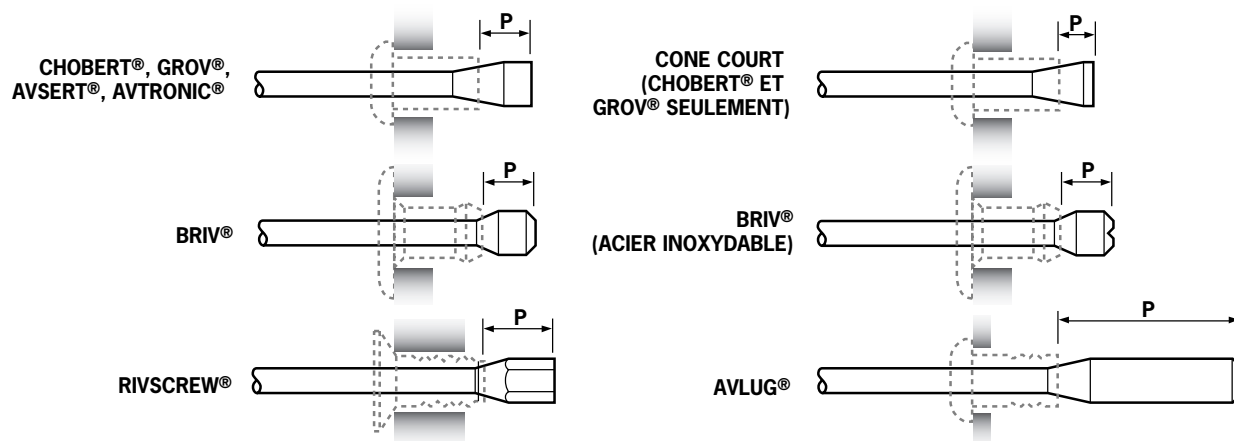 P
CHOBERT®, GROV®,
AVSERT®, AVTRONIC®
P
CONE COURT
(CHOBERT® ET
GROV® SEULEMENT)
P
BRIV®
P
BRIV®
(ACIER INOXYDABLE)
P
RIVSCREW®
P
AVLUG®